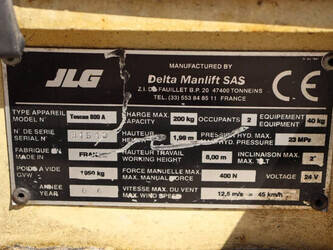 JLG
Manufactured by
Delta Manlift SAS
Z.I. DU FAUILLET B.P. 20 47400 TONNEINS
TEL. (33) 553 84 85 11 FRANCE
CE
TYPE APPAREIL
MODEL N° Toucan 800 A
CHARGE MAX
MAX. CAPACITY 200 kg
OCCUPANTS 2
EQUIPEMENT
EQUIPMENT 40 kg
N° DE SERIE
SERIAL N°
HAUTEUR
HEIGHT 1,99 m
PRESSION HYD. MAX.
HYD. PRESSURE 23 MPa
FABRIQUE EN
MADE IN FRANCE
HAUTEUR TRAVAIL
WORKING HEIGHT 8,00 m
INCLINAISON MAX.
MAX. TILT 2°
POIDS A VIDE
G.V.W. 1960 kg
FORCE MANUELLE MAX.
MAX. MANUAL FORCE 400 N
VOLTAGE 24 V
ANNEE
YEAR
VITESSE MAX DU VENT
MAX. WIND SPEED 12,5 m/s - 45 km/h